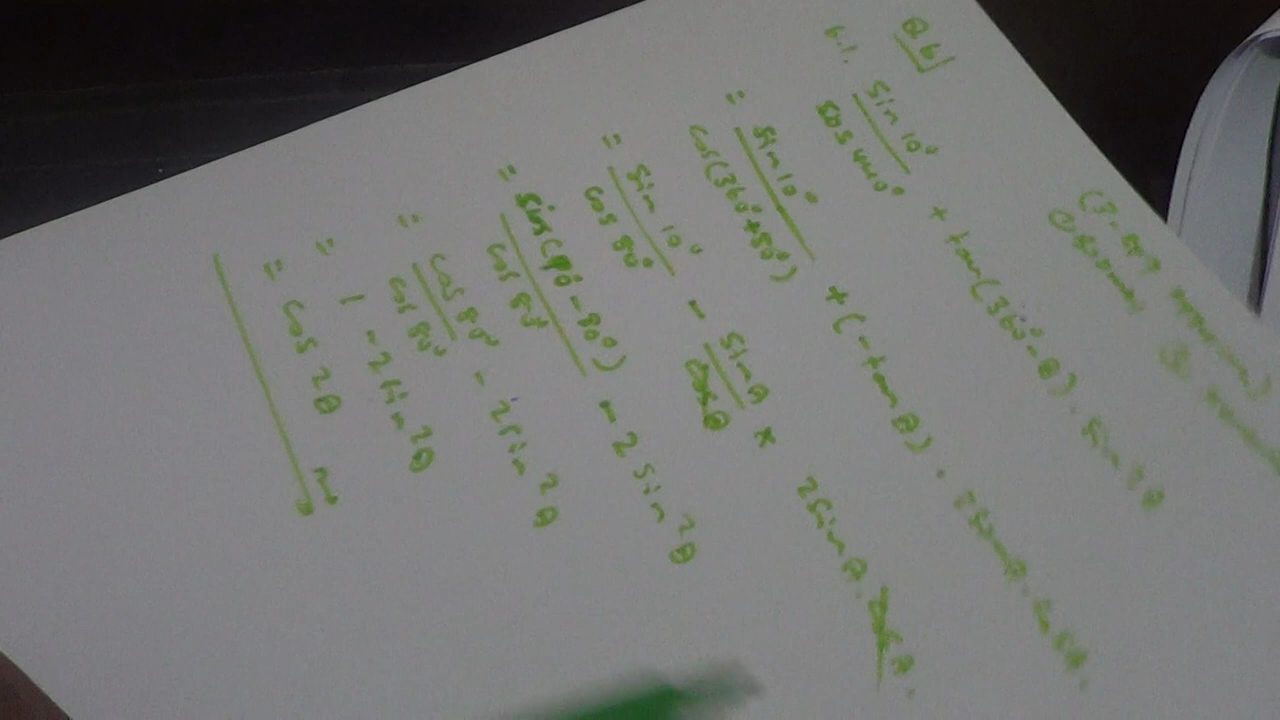 Q6
6.1. sin 10° / cos 440° + tan(360° - θ) . sin 2θ
= sin 10° / cos(360° + 80°) + (- tan θ) . 2 sin θ . cos θ .
= sin 10° / cos 80° - sin θ / cos θ × 2 sin θ . cos θ .
= sin(90° - 80°) / cos 80° - 2 sin²θ
= cos 80° / cos 80° - 2 sin²θ
= 1 - 2 sin²θ
= cos 2θ